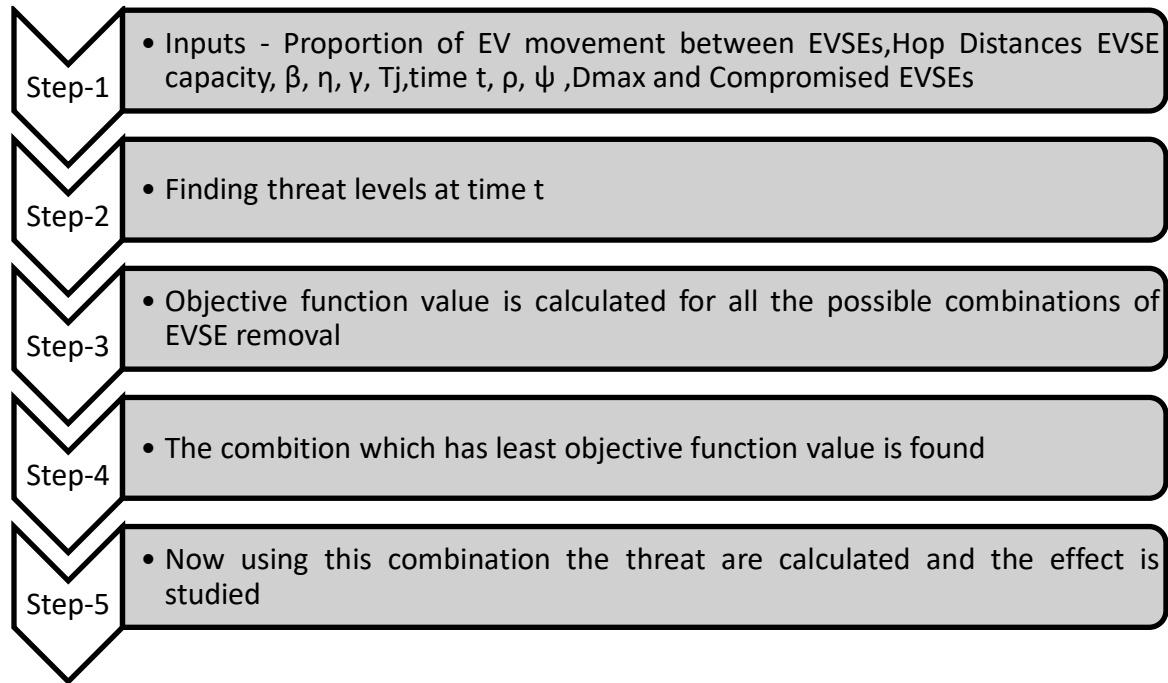 Step-1
• Inputs - Proportion of EV movement between EVSEs,Hop Distances EVSE
capacity, β, η, γ, Tj,time t, ρ, ψ ,Dmax and Compromised EVSEs
Step-2
• Finding threat levels at time t
Step-3
• Objective function value is calculated for all the possible combinations of
EVSE removal
Step-4
• The combition which has least objective function value is found
Step-5
• Now using this combination the threat are calculated and the effect is
studied